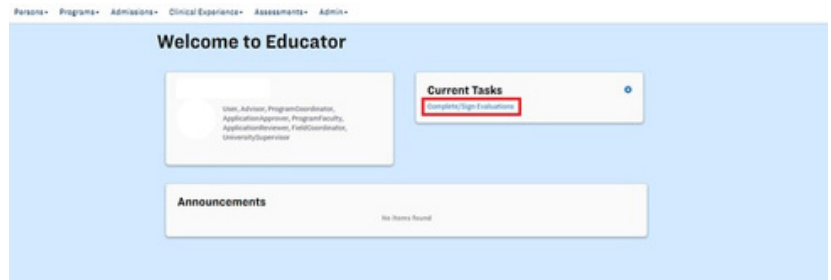 Persons Programs Admissions Clinical Experience Assessments Admin
Welcome to Educator
Current Tasks
Complete/Sign Evaluations
User, Advisor, ProgramCoordinator,
ApplicationApprover, ProgramFaculty,
ApplicationReviewer, FieldCoordinator,
UniversitySupervisor
Announcements
No items found